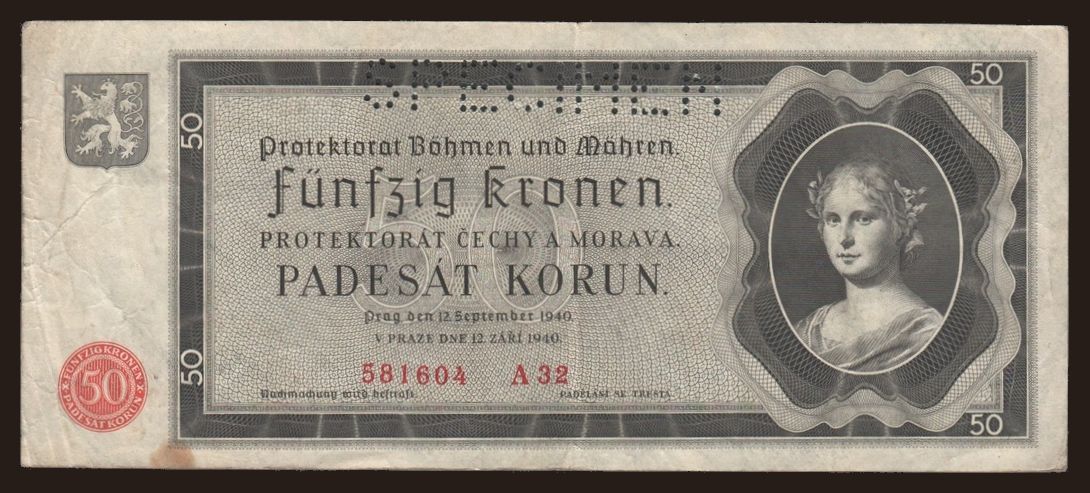 SPECIMEN
50
50
Protektorat Böhmen und Mähren.
Fünfzig Kronen.
PROTEKTORÁT ČECHY A MORAVA.
PADESÁT KORUN.
Prag den 12. September 1940.
V PRAZE DNE 12. ZÁŘÍ 1940.
581604 A 32
Nachmachung wird bestraft.
PADĚLÁNÍ SE TRESTÁ.
50
50
FÜNFZIG KRONEN
50
PADESÁT KORUN
50